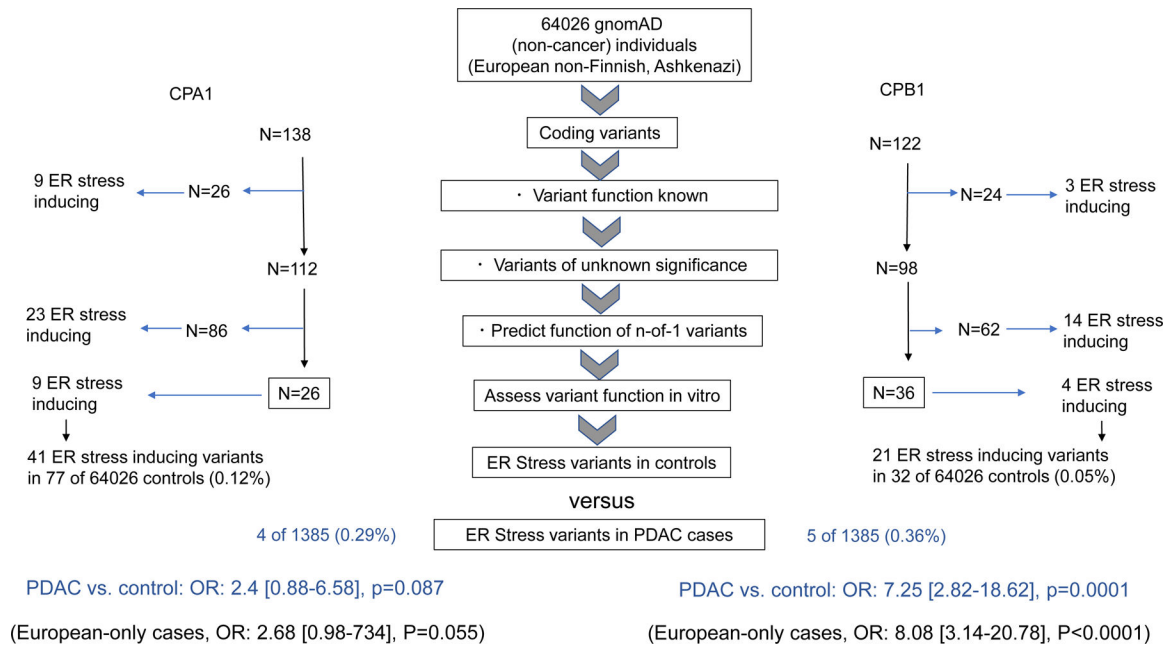 64026 gnomAD
(non-cancer) individuals
(European non-Finnish, Ashkenazi)
CPA1
CPB1
Coding variants
N=138
N=122
9 ER stress
inducing
N=26
· Variant function known
N=24
3 ER stress
inducing
N=112
· Variants of unknown significance
N=98
23 ER stress
inducing
N=86
· Predict function of n-of-1 variants
N=62
14 ER stress
inducing
9 ER stress
inducing
N=26
Assess variant function in vitro
N=36
4 ER stress
inducing
41 ER stress inducing variants
in 77 of 64026 controls (0.12%)
ER Stress variants in controls
21 ER stress inducing variants
in 32 of 64026 controls (0.05%)
versus
4 of 1385 (0.29%)
ER Stress variants in PDAC cases
5 of 1385 (0.36%)
PDAC vs. control: OR: 2.4 [0.88-6.58], p=0.087
PDAC vs. control: OR: 7.25 [2.82-18.62], p=0.0001
(European-only cases, OR: 2.68 [0.98-734], P=0.055)
(European-only cases, OR: 8.08 [3.14-20.78], P<0.0001)